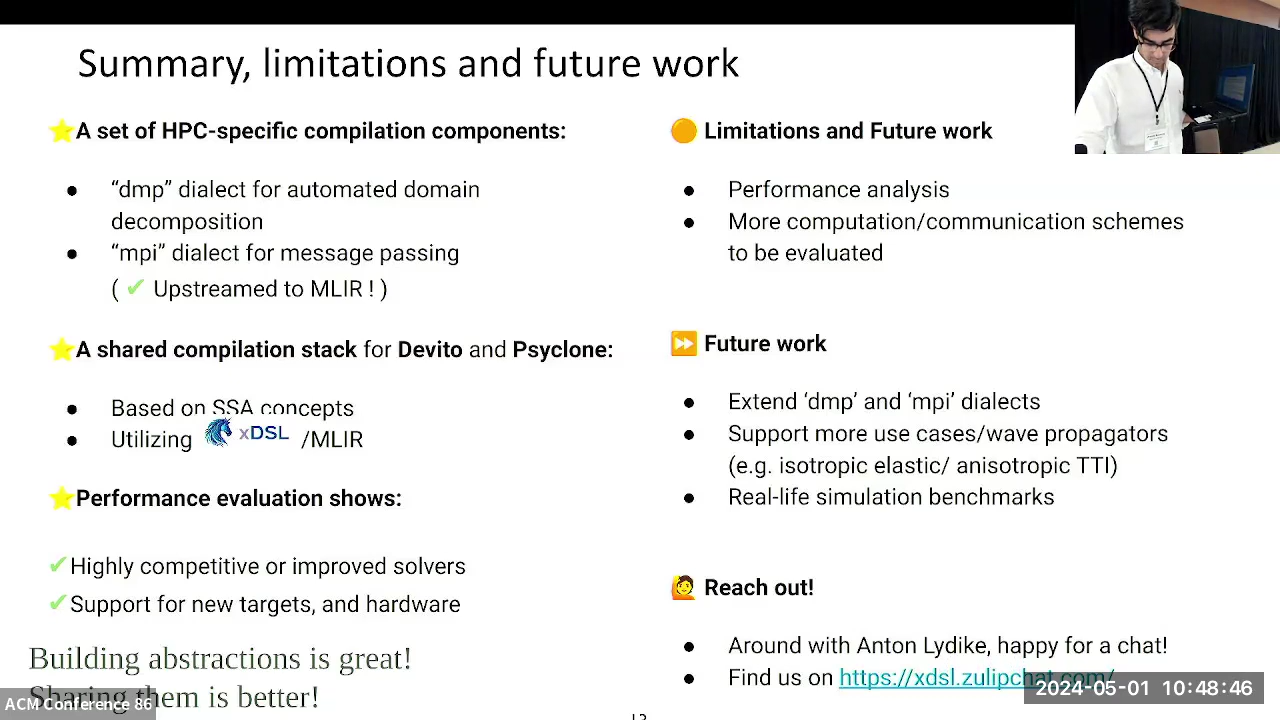 Summary, limitations and future work
⭐A set of HPC-specific compilation components:
● “dmp” dialect for automated domain
decomposition
● “mpi” dialect for message passing
( ✔ Upstreamed to MLIR ! )
⭐A shared compilation stack for Devito and Psyclone:
● Based on SSA concepts
● Utilizing xDSL /MLIR
⭐Performance evaluation shows:
✔Highly competitive or improved solvers
✔Support for new targets, and hardware
Building abstractions is great!
Sharing them is better!
🟠 Limitations and Future work
● Performance analysis
● More computation/communication schemes
to be evaluated
⏩ Future work
● Extend ‘dmp’ and ‘mpi’ dialects
● Support more use cases/wave propagators
(e.g. isotropic elastic/ anisotropic TTI)
● Real-life simulation benchmarks
🙋 Reach out!
● Around with Anton Lydike, happy for a chat!
● Find us on https://xdsl.zulipchat.com/
2024-05-01 10:48:46
ACM Conference 86